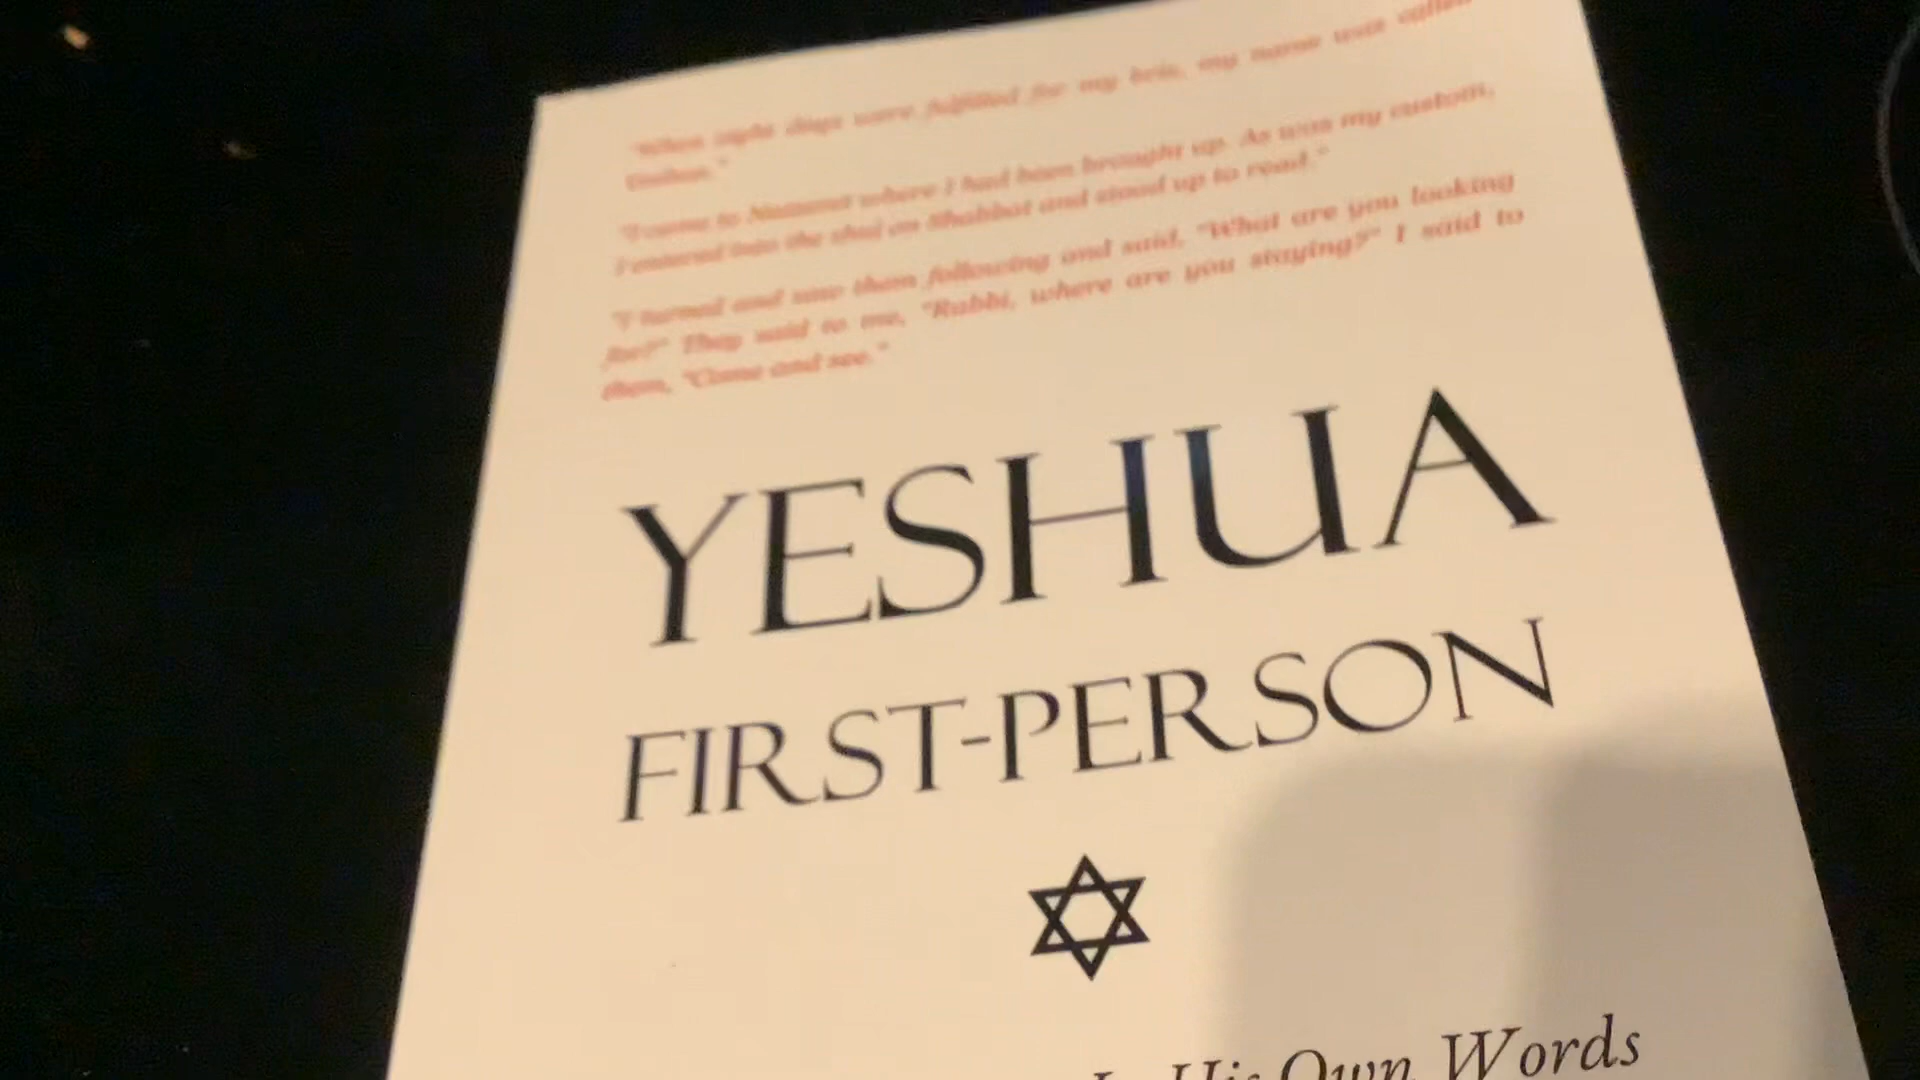 "When eight days were fulfilled for my bris, my name was called
Yeshua."
"I came to Natzeret where I had been brought up. As was my custom,
I entered into the shul on Shabbat and stood up to read."
"I turned and saw them following and said, "What are you looking
for?" They said to me, "Rabbi, where are you staying?" I said to
them, "Come and see."
YESHUA
FIRST-PERSON
In His Own Words